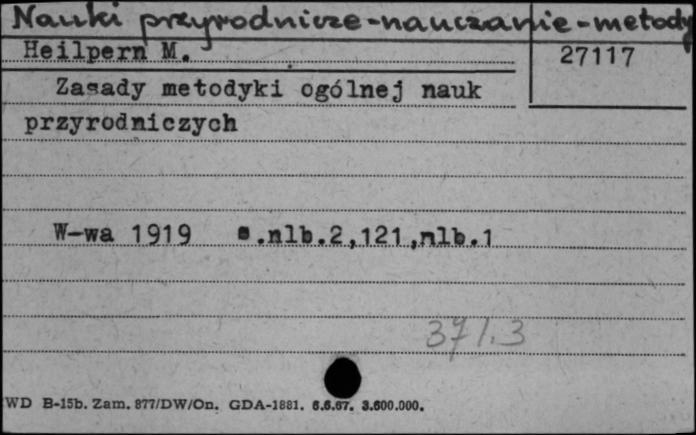 Nauki przyrodnicze-nauczanie-metody
Heilpern M.
27117
Zasady metodyki ogólnej nauk
przyrodniczych
W-wa 1919 s.nlb.2,121,nlb.1
371.3
WD B-15b. Zam. 877/DW/On. GDA-1881. 6.6.67. 3.600.000.